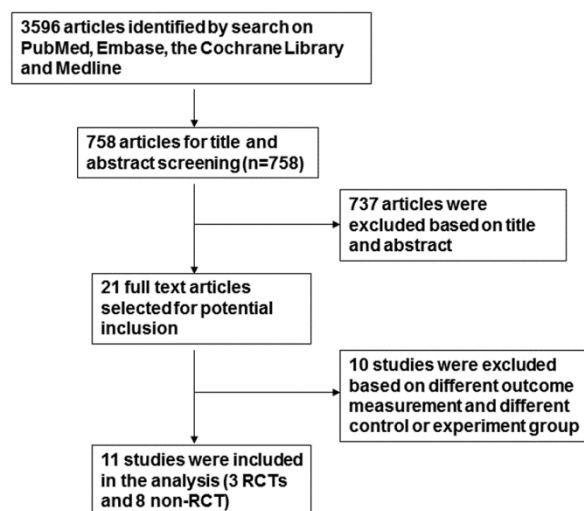 3596 articles identified by search on
PubMed, Embase, the Cochrane Library
and Medline
758 articles for title and
abstract screening (n=758)
737 articles were
excluded based on title
and abstract
21 full text articles
selected for potential
inclusion
10 studies were excluded
based on different outcome
measurement and different
control or experiment group
11 studies were included
in the analysis (3 RCTs
and 8 non-RCT)